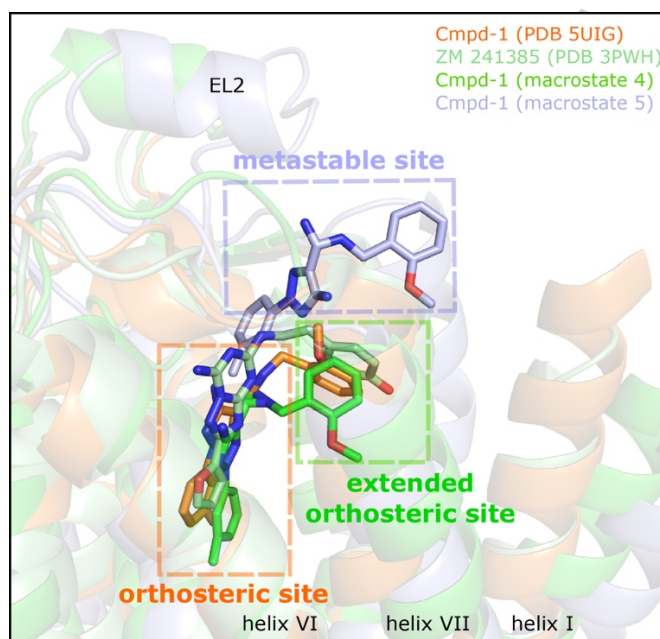 Cmpd-1 (PDB 5UIG)
ZM 241385 (PDB 3PWH)
Cmpd-1 (macrostate 4)
Cmpd-1 (macrostate 5)
EL2
metastable site
extended
orthosteric site
orthosteric site
helix VI
helix VII
helix I